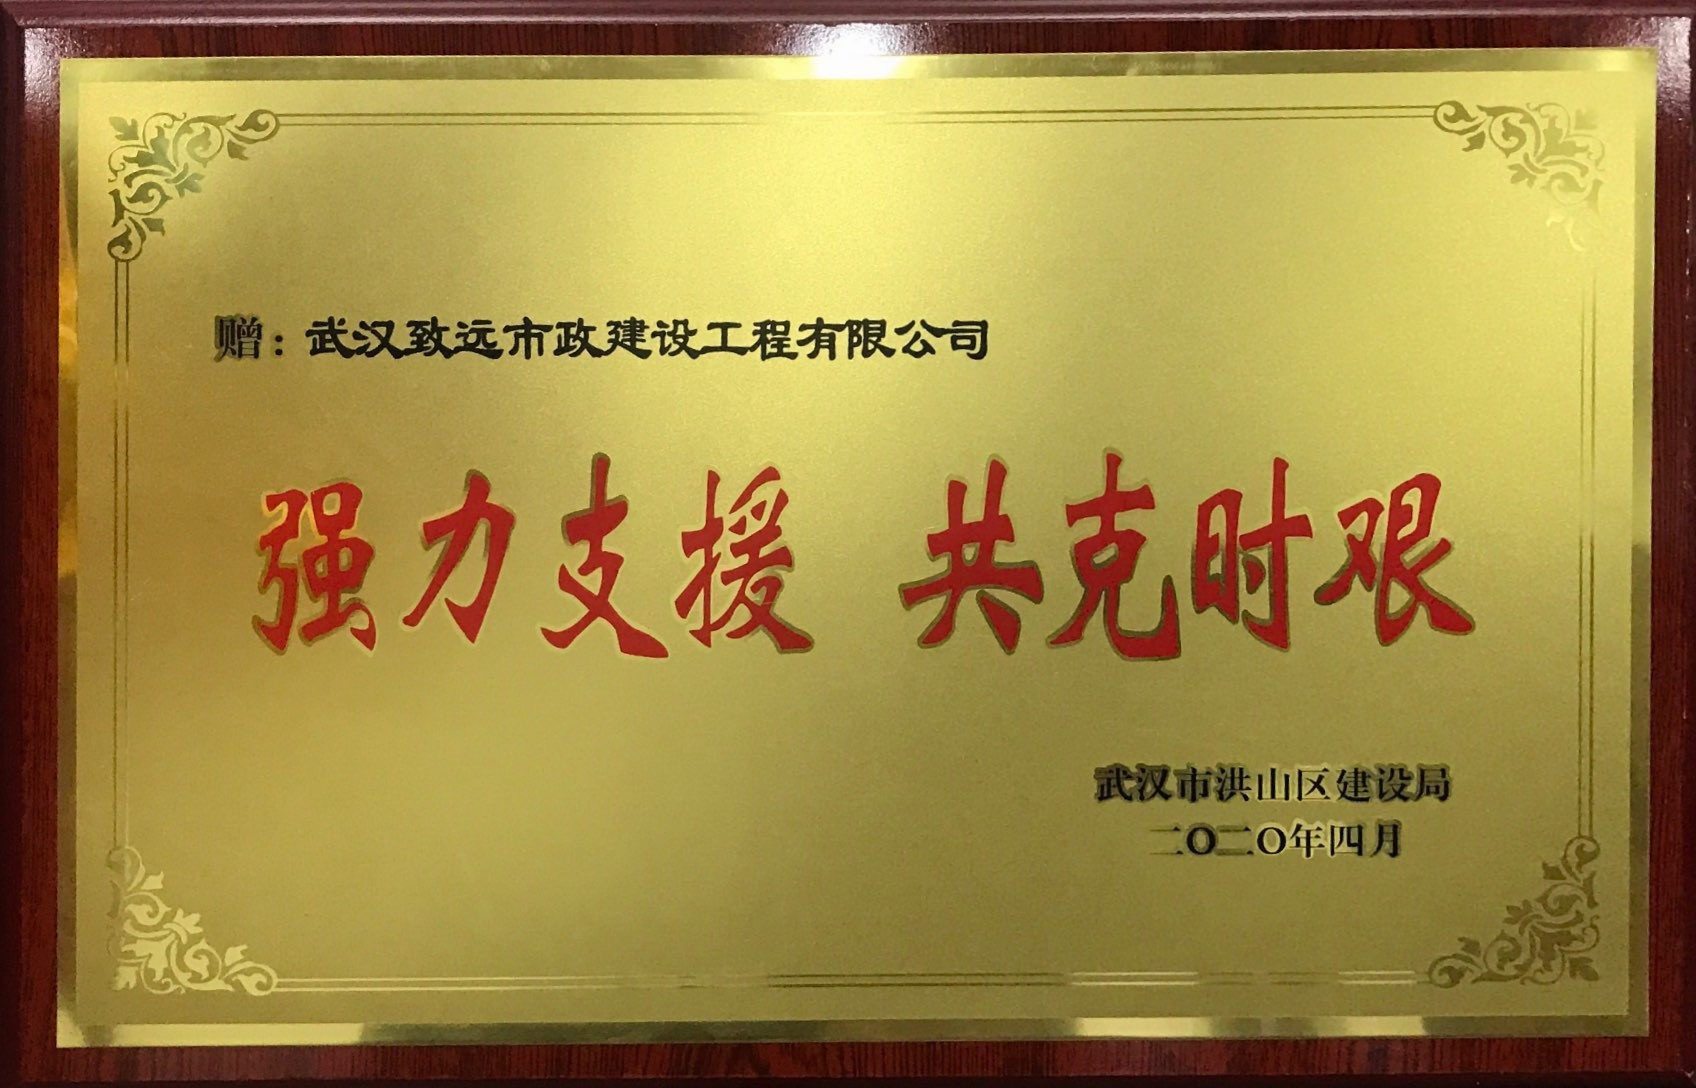 赠：武汉致远市政建设工程有限公司
强力支援 共克时艰
武汉市洪山区建设局
二〇二〇年四月